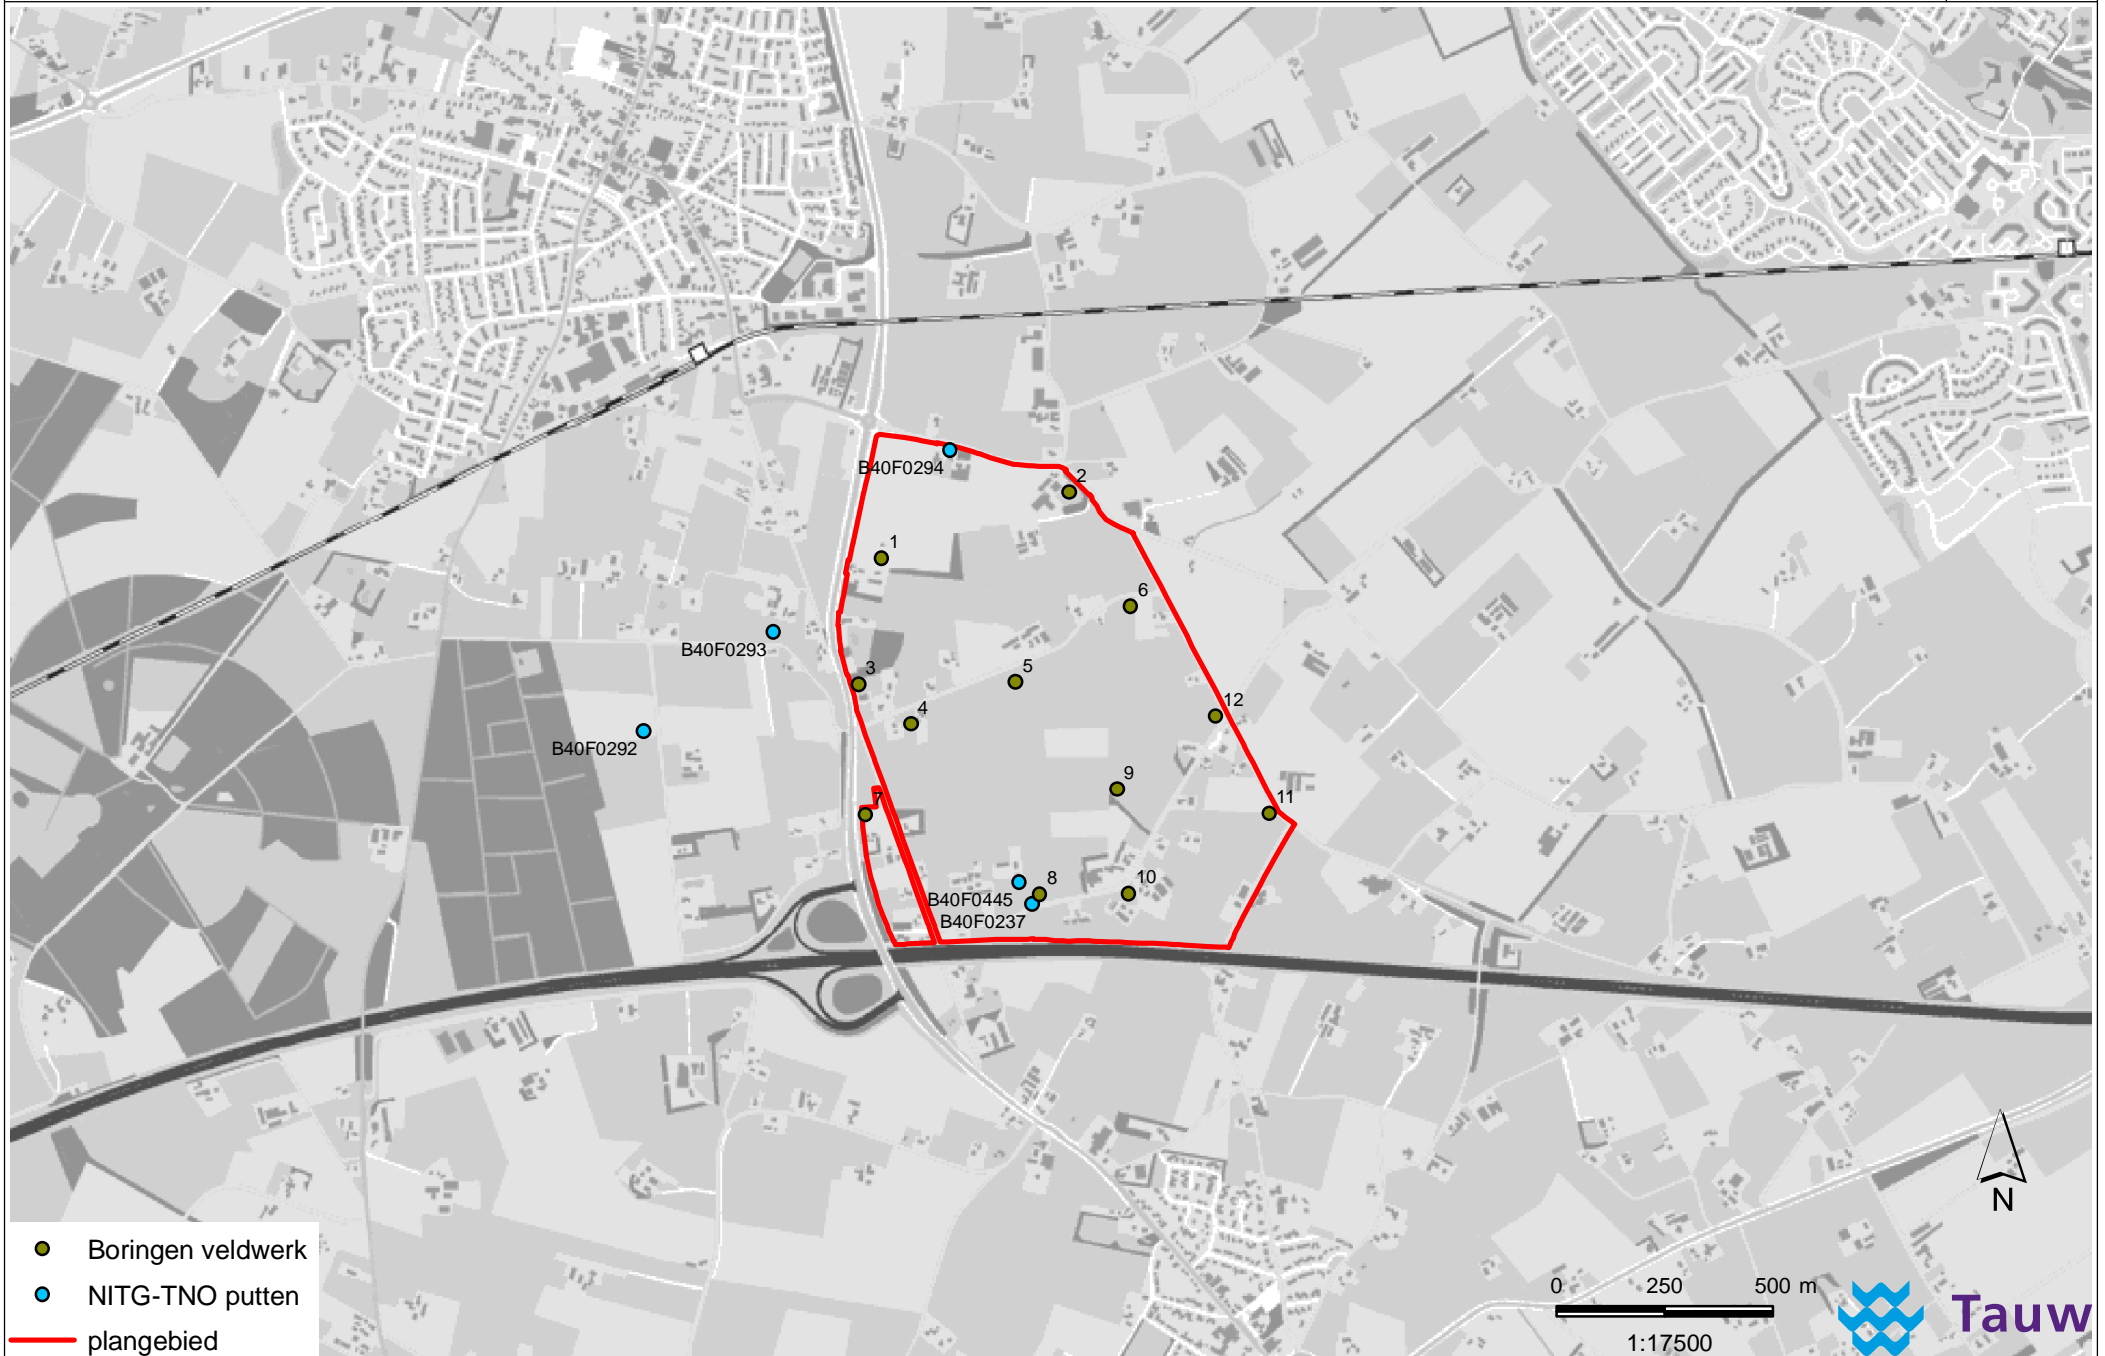 B40F0294
2
1
6
B40F0293
3
5
4
12
B40F0292
9
7
11
8
10
B40F0445
B40F0237
N
Boringen veldwerk
NITG-TNO putten
plangebied
0 250 500 m
1:17500
Tauw